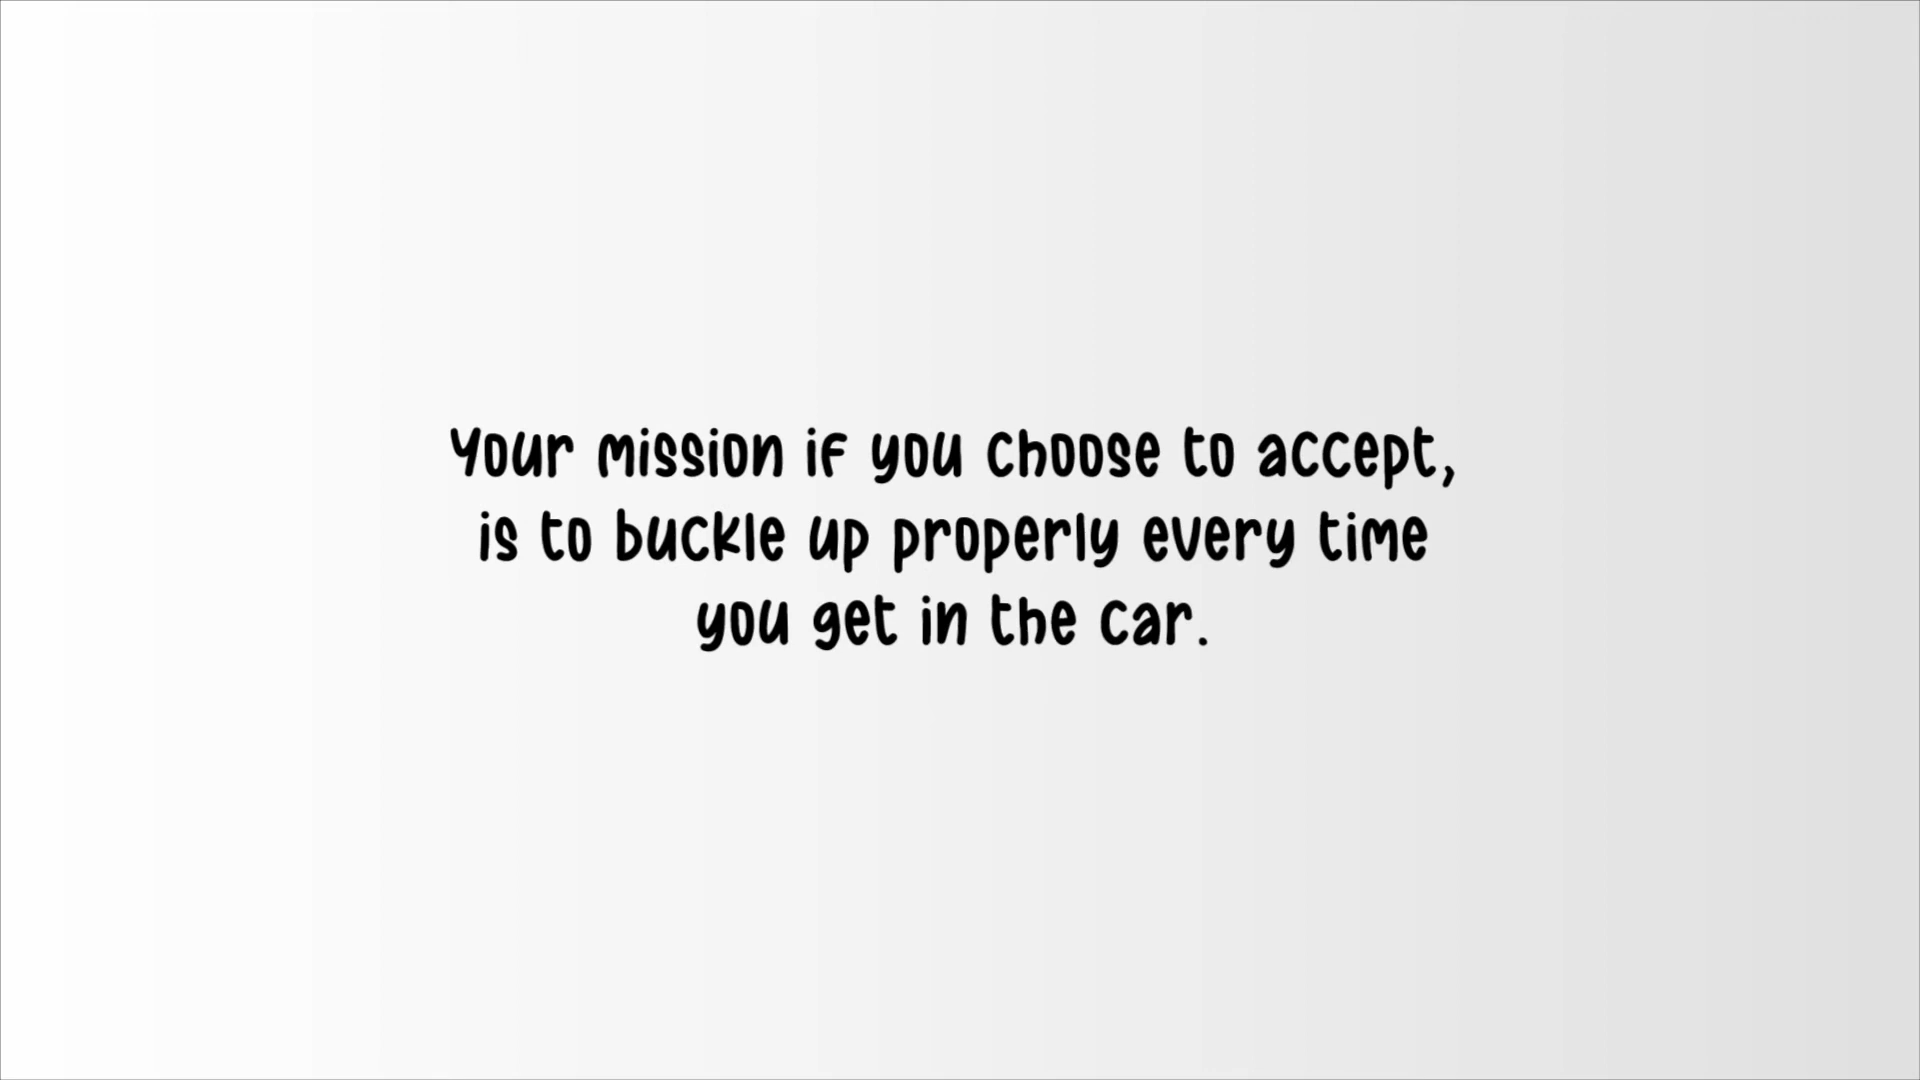 Your mission if you choose to accept,
is to buckle up properly every time
you get in the car.